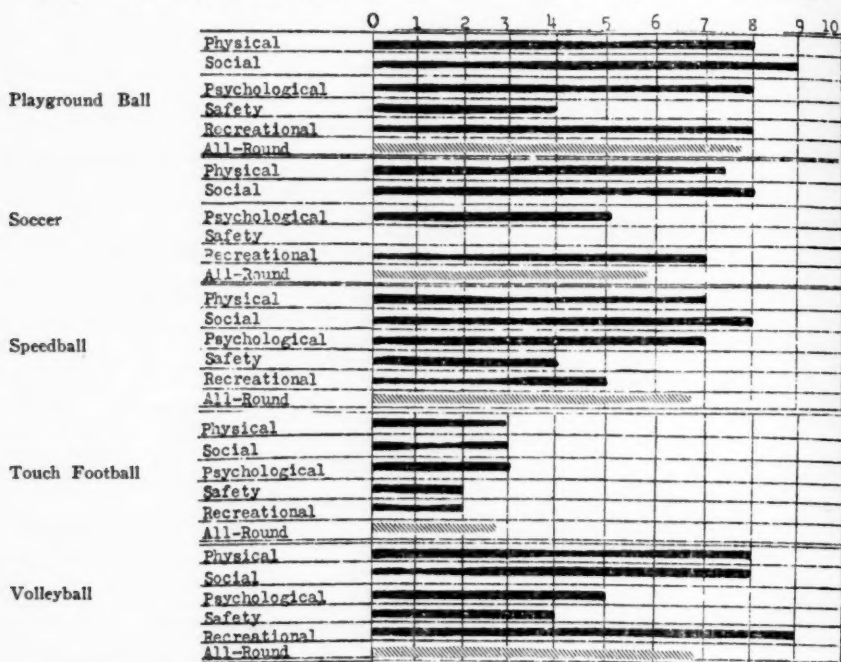 0 1 2 3 4 5 6 7 8 9 10
Playground Ball
Physical
Social
Psychological
Safety
Recreational
All-Round
Soccer
Physical
Social
Psychological
Safety
Recreational
All-Round
Speedball
Physical
Social
Psychological
Safety
Recreational
All-Round
Touch Football
Physical
Social
Psychological
Safety
Recreational
All-Round
Volleyball
Physical
Social
Psychological
Safety
Recreational
All-Round